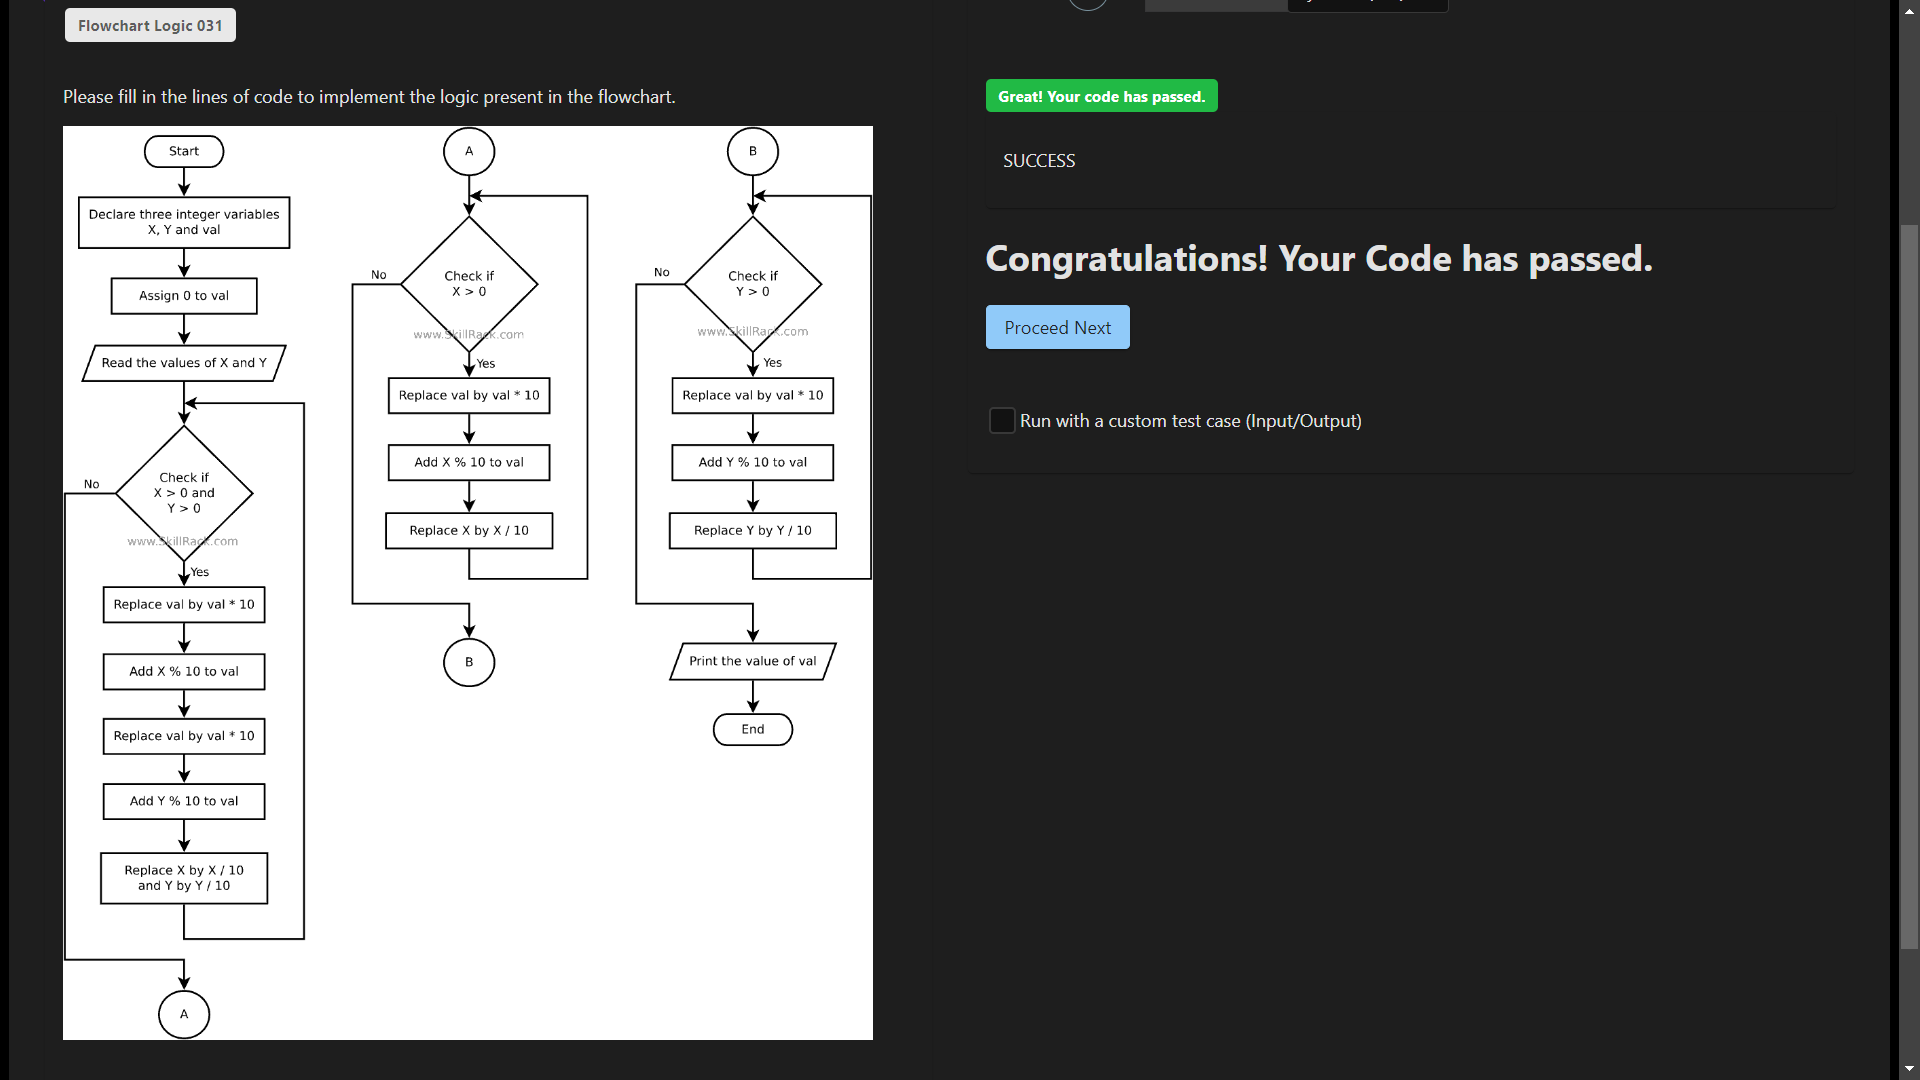 Flowchart Logic 031
Please fill in the lines of code to implement the logic present in the flowchart.
Start
Declare three integer variables
X, Y and val
Assign 0 to val
Read the values of X and Y
Check if
X > 0 and
Y > 0
No
www.SkillRack.com
Yes
Replace val by val * 10
Add X % 10 to val
Replace val by val * 10
Add Y % 10 to val
Replace X by X / 10
and Y by Y / 10
A
A
Check if
X > 0
No
www.SkillRack.com
Yes
Replace val by val * 10
Add X % 10 to val
Replace X by X / 10
B
B
Check if
Y > 0
No
www.SkillRack.com
Yes
Replace val by val * 10
Add Y % 10 to val
Replace Y by Y / 10
Print the value of val
End
Great! Your code has passed.
SUCCESS
Congratulations! Your Code has passed.
Proceed Next
Run with a custom test case (Input/Output)